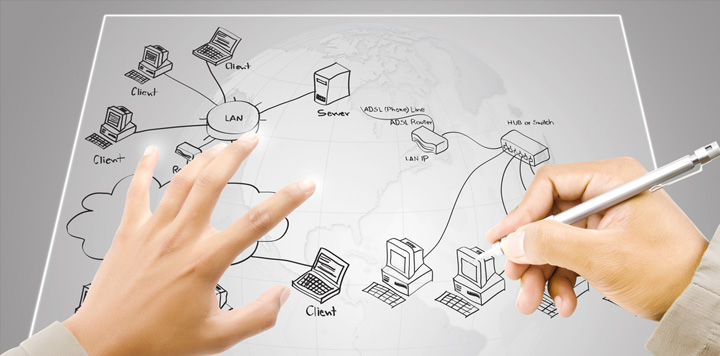 Client
Client
Client
LAN
Server
ADSL (Phone) Line
ADSL Router
LAN IP
HUB or Switch
Client